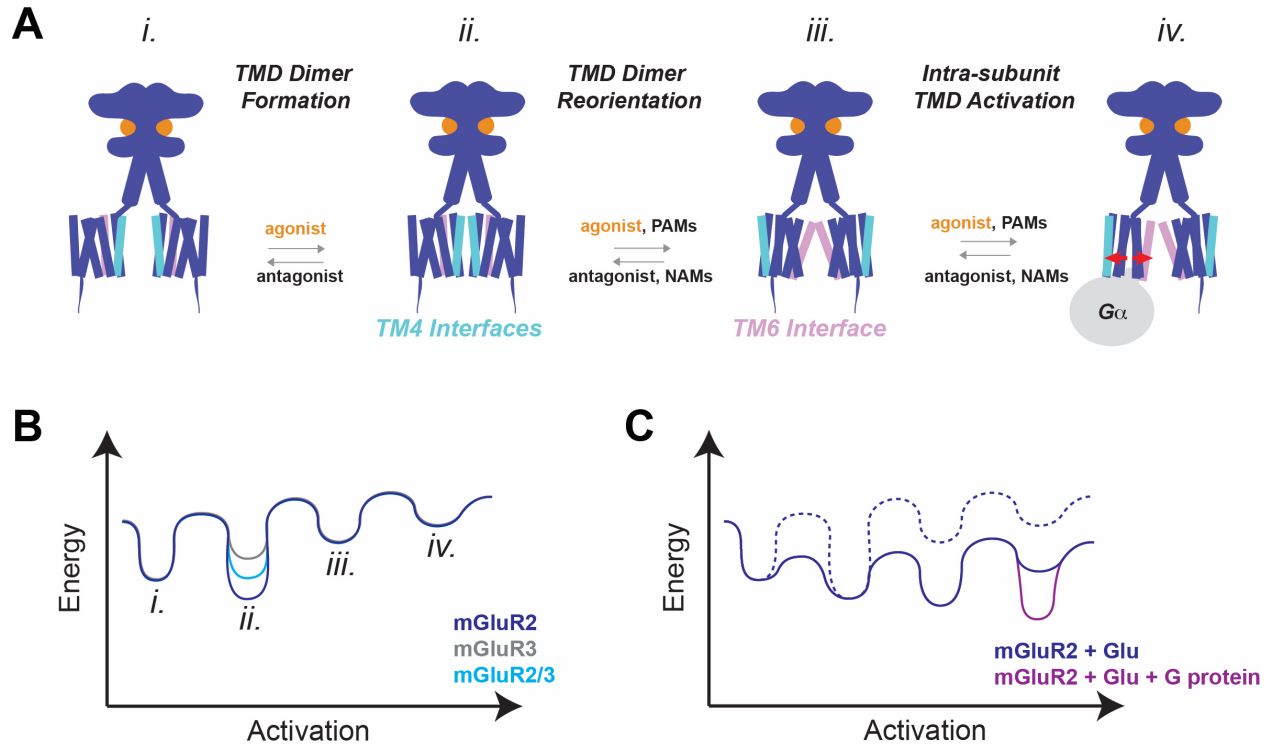 A
i.
ii.
iii.
iv.
TMD Dimer
Formation
TMD Dimer
Reorientation
Intra-subunit
TMD Activation
agonist
antagonist
agonist, PAMs
antagonist, NAMs
agonist, PAMs
antagonist, NAMs
TM4 Interfaces
TM6 Interface
Gα
B
Energy
i.
ii.
iii.
iv.
mGluR2
mGluR3
mGluR2/3
Activation
C
Energy
mGluR2 + Glu
mGluR2 + Glu + G protein
Activation